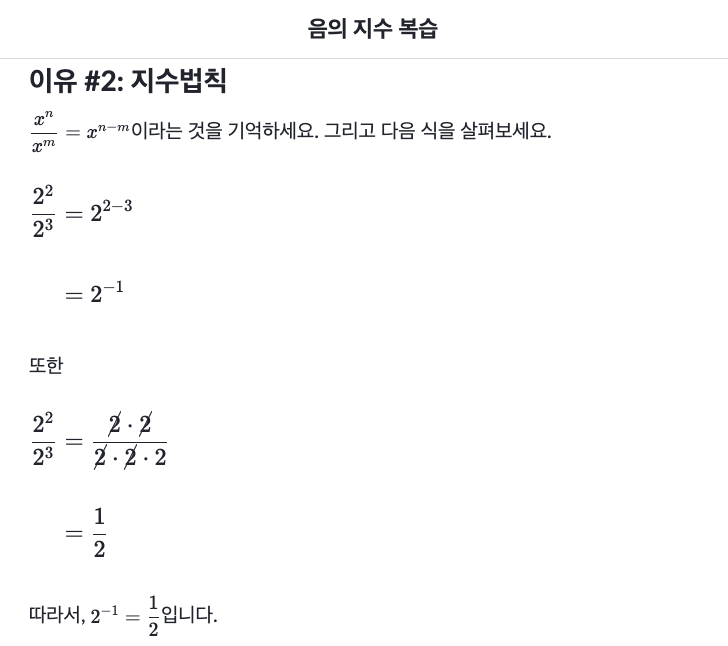 음의 지수 복습
이유 #2: 지수법칙
$\frac{x^n}{x^m} = x^{n-m}$이라는 것을 기억하세요. 그리고 다음 식을 살펴보세요.
$\frac{2^2}{2^3} = 2^{2-3}$
$= 2^{-1}$
또한
$\frac{2^2}{2^3} = \frac{\cancel{2} \cdot \cancel{2}}{\cancel{2} \cdot \cancel{2} \cdot 2}$
$= \frac{1}{2}$
따라서, $2^{-1} = \frac{1}{2}$입니다.